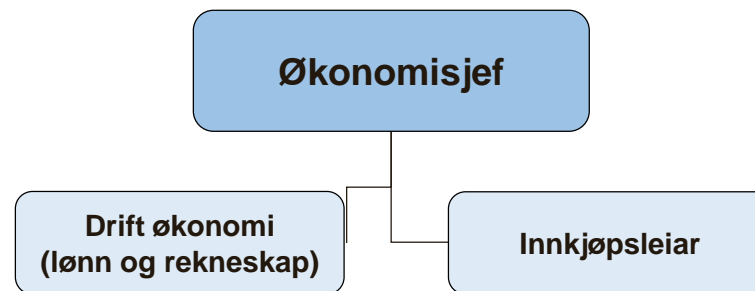 Økonomisjef
Drift økonomi
(lønn og rekneskap)
Innkjøpsleiar